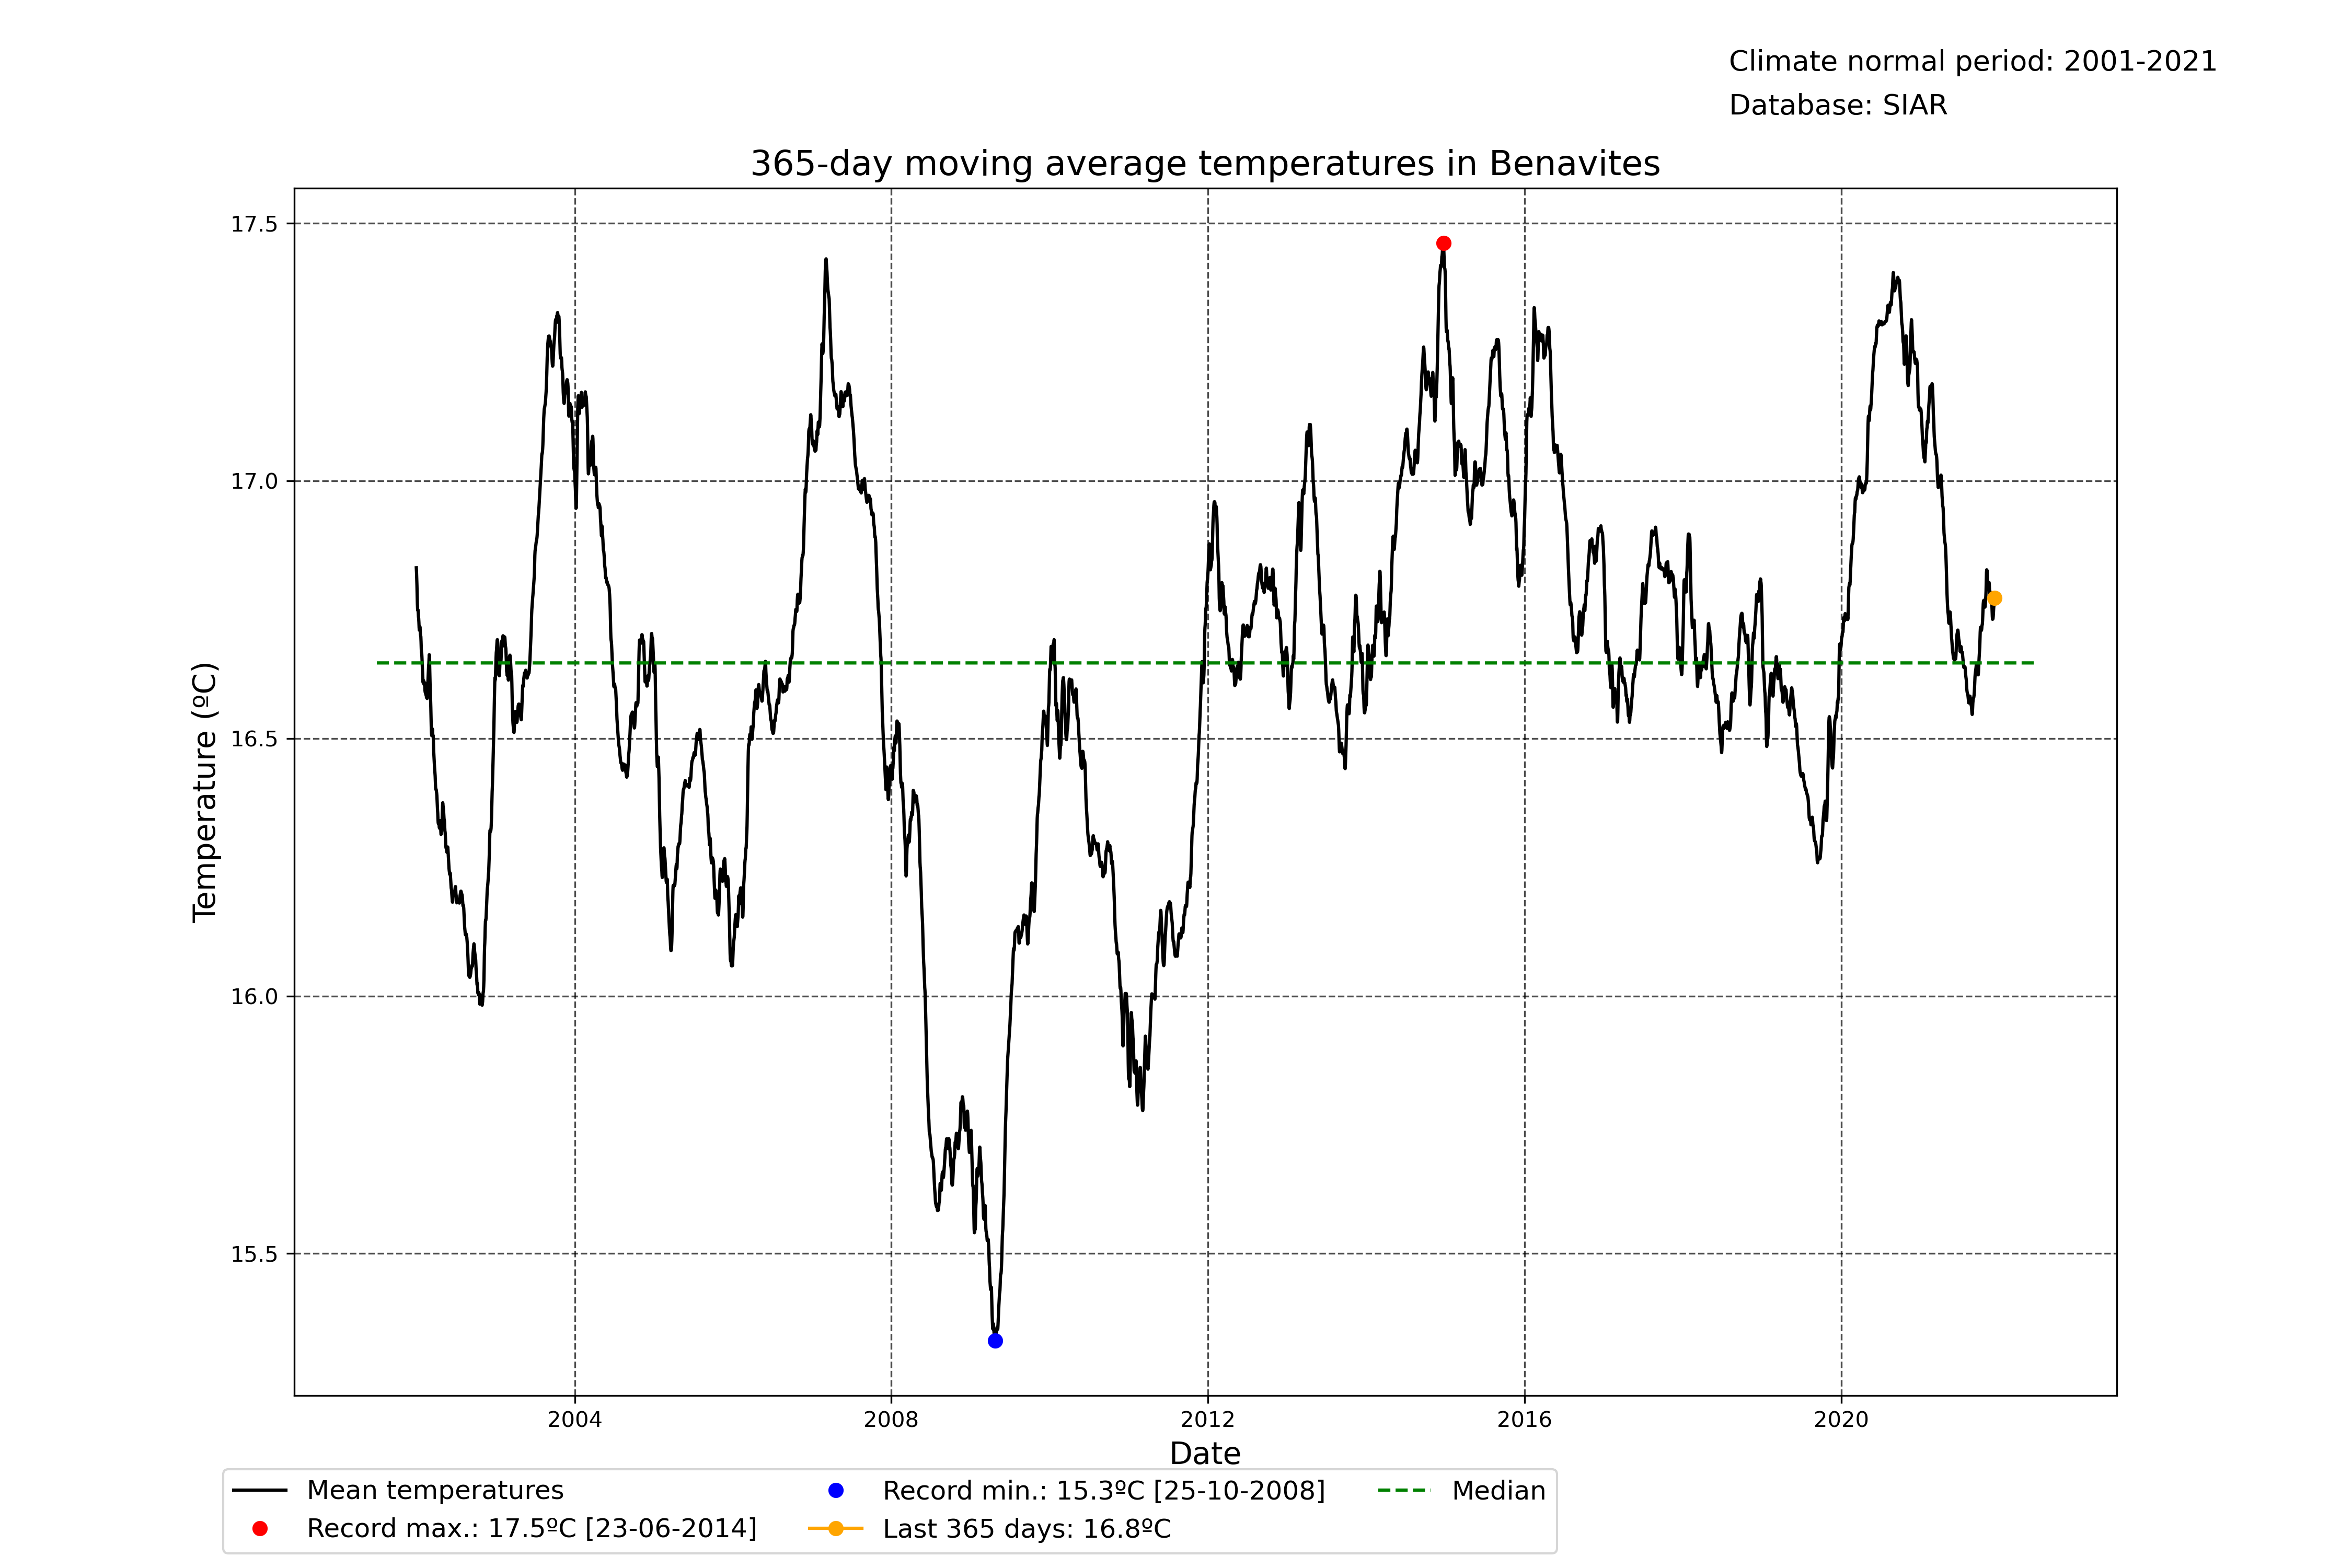 Climate normal period: 2001-2021
Database: SIAR
365-day moving average temperatures in Benavites
17.5
17.0
16.5
16.0
15.5
Temperature (ºC)
2004 2008 2012 2016 2020
Date
Mean temperatures
Record max.: 17.5ºC [23-06-2014]
Record min.: 15.3ºC [25-10-2008]
Last 365 days: 16.8ºC
Median